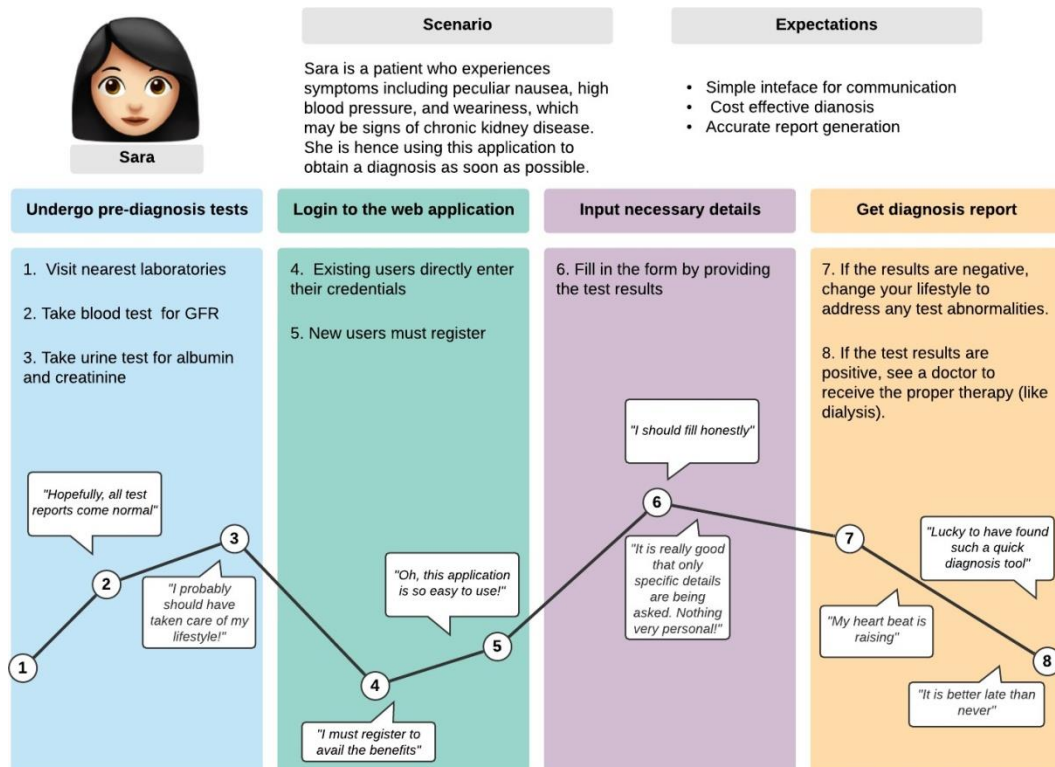 Sara
Scenario
Sara is a patient who experiences
symptoms including peculiar nausea, high
blood pressure, and weariness, which
may be signs of chronic kidney disease.
She is hence using this application to
obtain a diagnosis as soon as possible.
Expectations
• Simple inteface for communication
• Cost effective dianosis
• Accurate report generation
Undergo pre-diagnosis tests
1. Visit nearest laboratories
2. Take blood test for GFR
3. Take urine test for albumin
and creatinine
"Hopefully, all test
reports come normal"
"I probably
should have
taken care of my
lifestyle!"
1
2
3
Login to the web application
4. Existing users directly enter
their credentials
5. New users must register
"Oh, this application
is so easy to use!"
4
5
"I must register to
avail the benefits"
Input necessary details
6. Fill in the form by providing
the test results
"I should fill honestly"
6
"It is really good
that only
specific details
are being
asked. Nothing
very personal!"
Get diagnosis report
7. If the results are negative,
change your lifestyle to
address any test abnormalities.
8. If the test results are
positive, see a doctor to
receive the proper therapy (like
dialysis).
7
"Lucky to have found
such a quick
diagnosis tool"
"My heart beat is
raising"
8
"It is better late than
never"